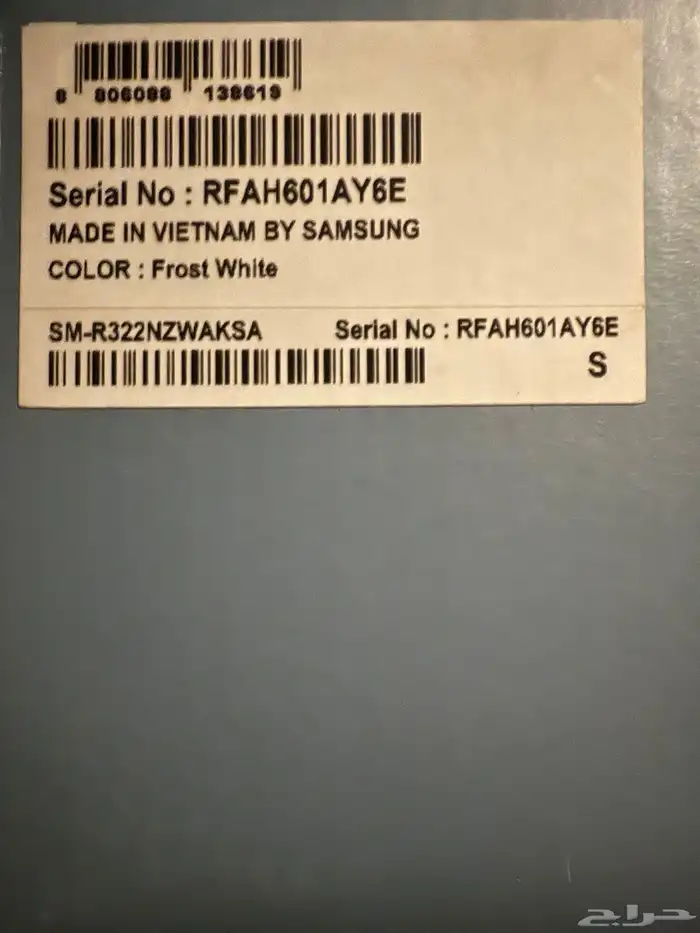 8 806088 138619
Serial No : RFAH601AY6E
MADE IN VIETNAM BY SAMSUNG
COLOR : Frost White
SM-R322NZWAKSA Serial No : RFAH601AY6E
S
حراج